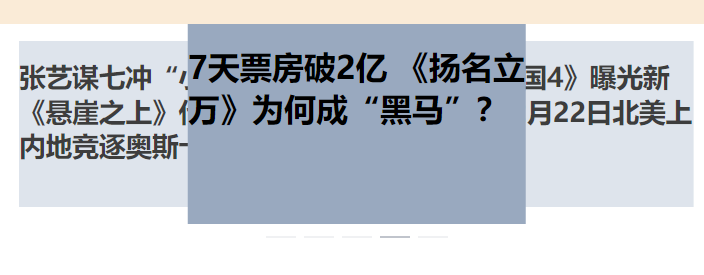 张艺谋七冲“
《悬崖之上》
内地竞逐奥斯
7天票房破2亿 《扬名立
万》为何成“黑马”?
国4》曝光新
月22日北美上